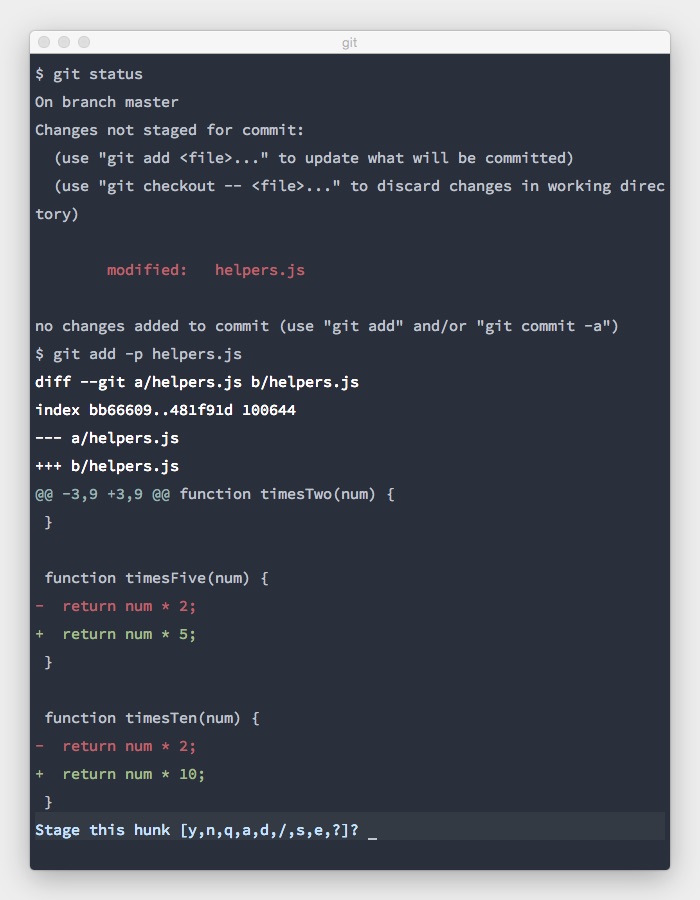 git
$ git status
On branch master
Changes not staged for commit:
  (use "git add <file>..." to update what will be committed)
  (use "git checkout -- <file>..." to discard changes in working direc
tory)
        modified:   helpers.js
no changes added to commit (use "git add" and/or "git commit -a")
$ git add -p helpers.js
diff --git a/helpers.js b/helpers.js
index bb66609..481f91d 100644
--- a/helpers.js
+++ b/helpers.js
@@ -3,9 +3,9 @@ function timesTwo(num) {
 }
 function timesFive(num) {
-  return num * 2;
+  return num * 5;
 }
 function timesTen(num) {
-  return num * 2;
+  return num * 10;
 }
Stage this hunk [y,n,q,a,d,/,s,e,?]? _